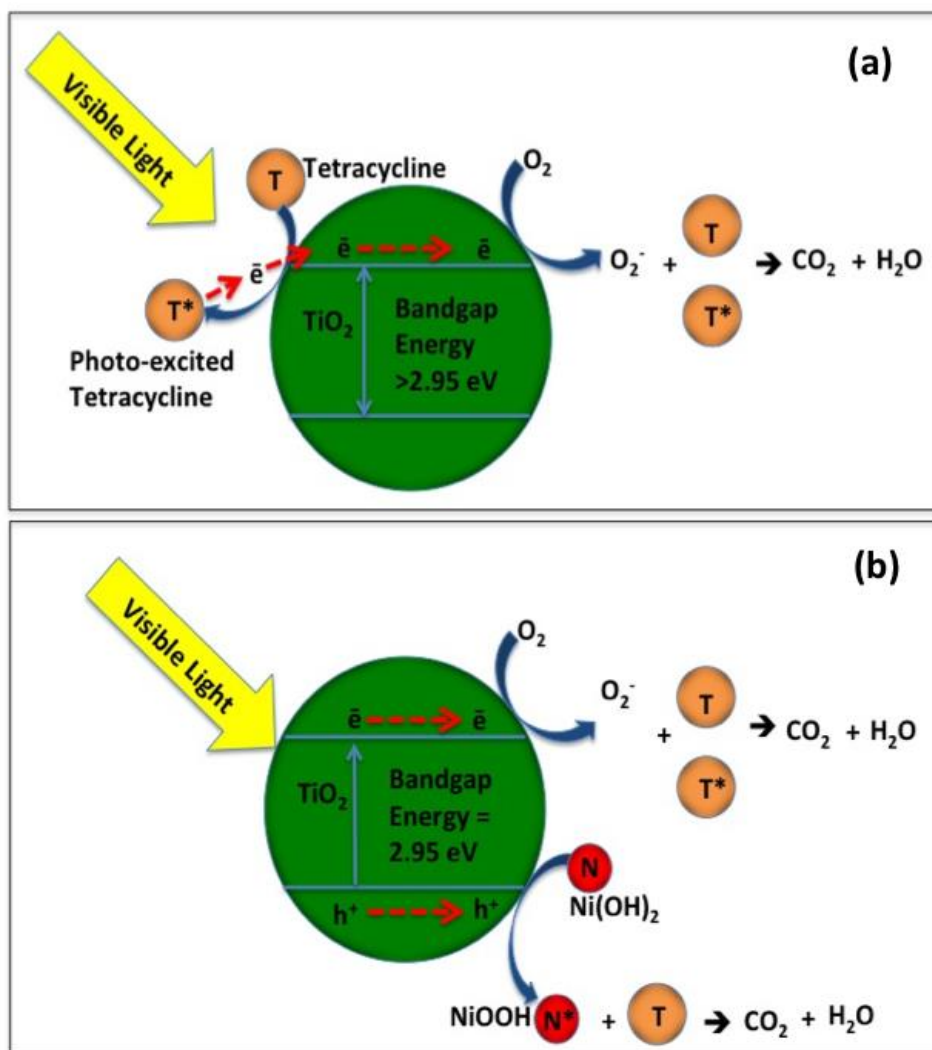 (a)
Visible Light
T
Tetracycline
O₂
ē
ē
ē
T*
Photo-excited
Tetracycline
TiO₂
Bandgap
Energy
>2.95 eV
O₂⁻ + T → CO₂ + H₂O
T*
(b)
Visible Light
O₂
ē
ē
TiO₂
Bandgap
Energy =
2.95 eV
O₂⁻
+ T → CO₂ + H₂O
T*
h⁺
h⁺
N
Ni(OH)₂
NiOOH N* + T → CO₂ + H₂O